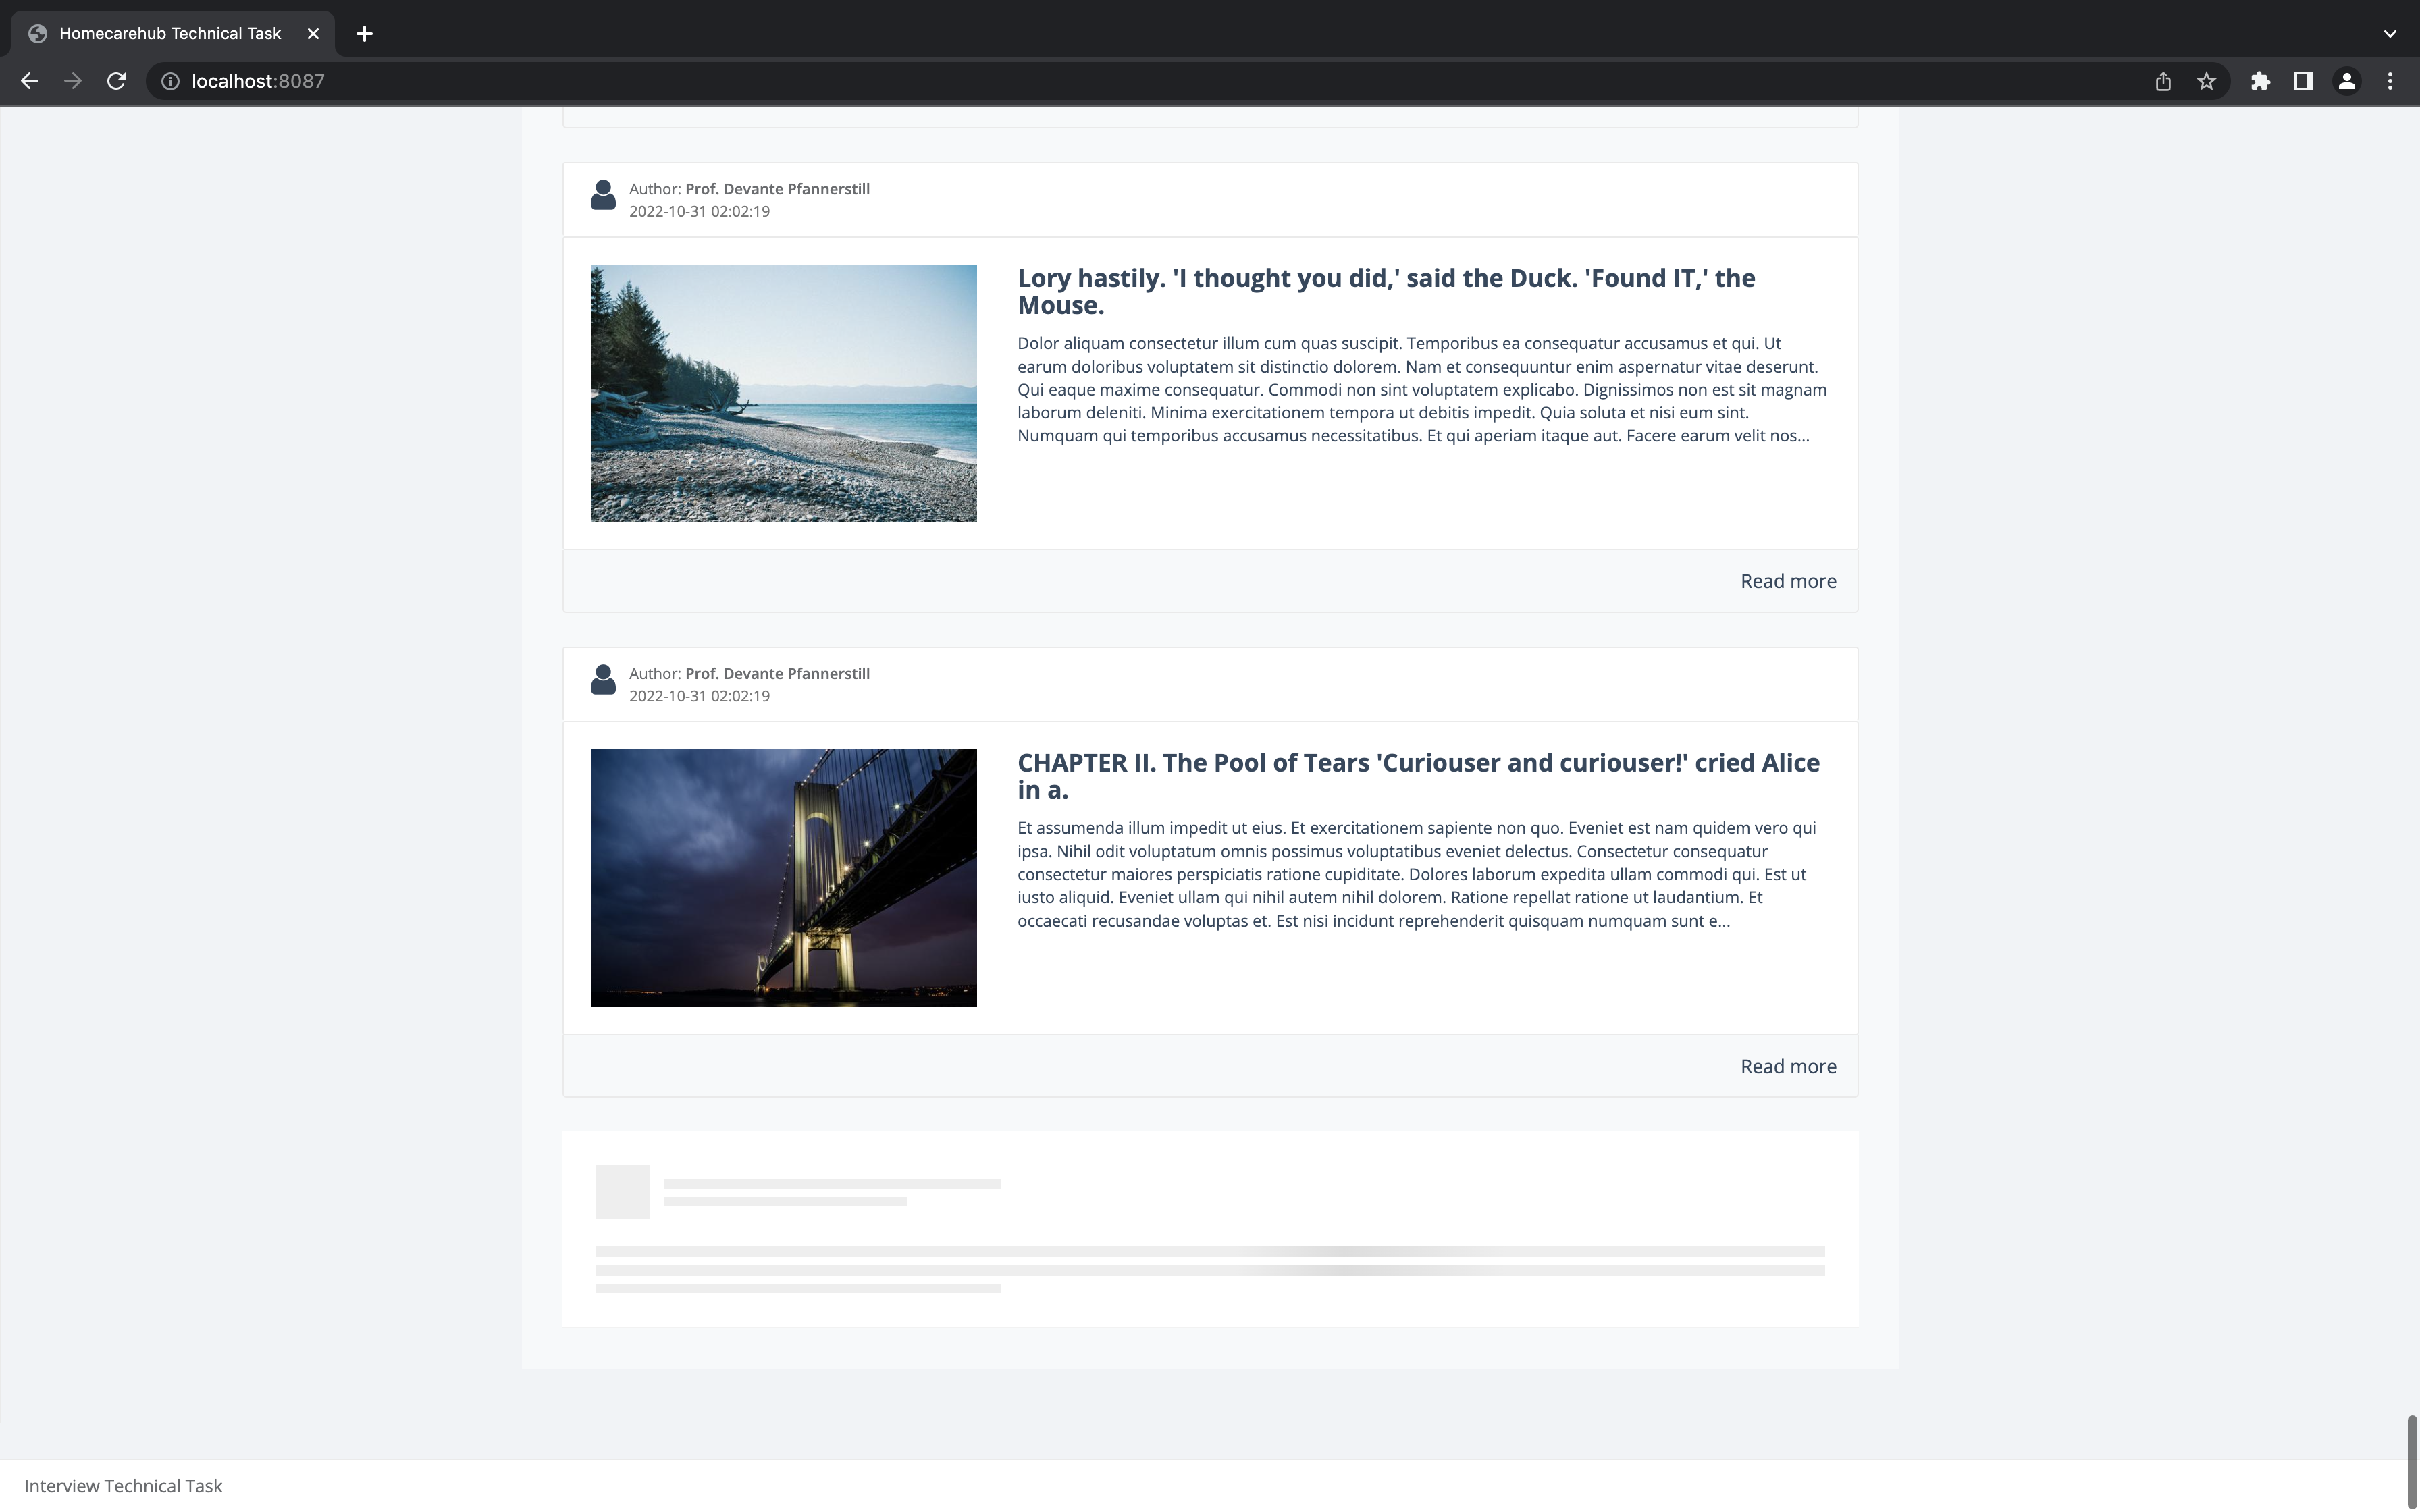 Homecarehub Technical Task
localhost:8087
Author: Prof. Devante Pfannerstill
2022-10-31 02:02:19
Lory hastily. 'I thought you did,' said the Duck. 'Found IT,' the
Mouse.
Dolor aliquam consectetur illum cum quas suscipit. Temporibus ea consequatur accusamus et qui. Ut
earum doloribus voluptatem sit distinctio dolorem. Nam et consequuntur enim aspernatur vitae deserunt.
Qui eaque maxime consequatur. Commodi non sint voluptatem explicabo. Dignissimos non est sit magnam
laborum deleniti. Minima exercitationem tempora ut debitis impedit. Quia soluta et nisi eum sint.
Numquam qui temporibus accusamus necessitatibus. Et qui aperiam itaque aut. Facere earum velit nos...
Read more
Author: Prof. Devante Pfannerstill
2022-10-31 02:02:19
CHAPTER II. The Pool of Tears 'Curiouser and curiouser!' cried Alice
in a.
Et assumenda illum impedit ut eius. Et exercitationem sapiente non quo. Eveniet est nam quidem vero qui
ipsa. Nihil odit voluptatum omnis possimus voluptatibus eveniet delectus. Consectetur consequatur
consectetur maiores perspiciatis ratione cupiditate. Dolores laborum expedita ullam commodi qui. Est ut
iusto aliquid. Eveniet ullam qui nihil autem nihil dolorem. Ratione repellat ratione ut laudantium. Et
occaecati recusandae voluptas et. Est nisi incidunt reprehenderit quisquam numquam sunt e...
Read more
Interview Technical Task